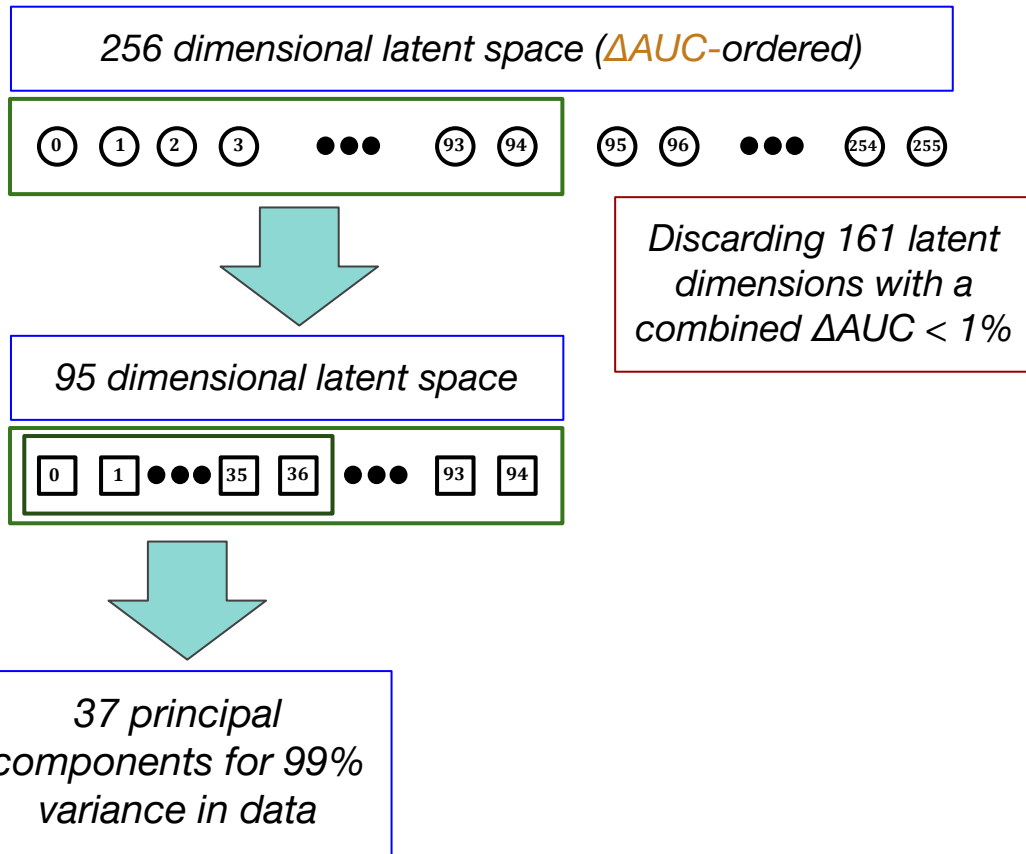 256 dimensional latent space (ΔAUC-ordered)
0 1 2 3 ●●● 93 94 95 96 ●●● 254 255
Discarding 161 latent
dimensions with a
combined ΔAUC < 1%
95 dimensional latent space
0 1 ●●● 35 36 ●●● 93 94
37 principal
components for 99%
variance in data